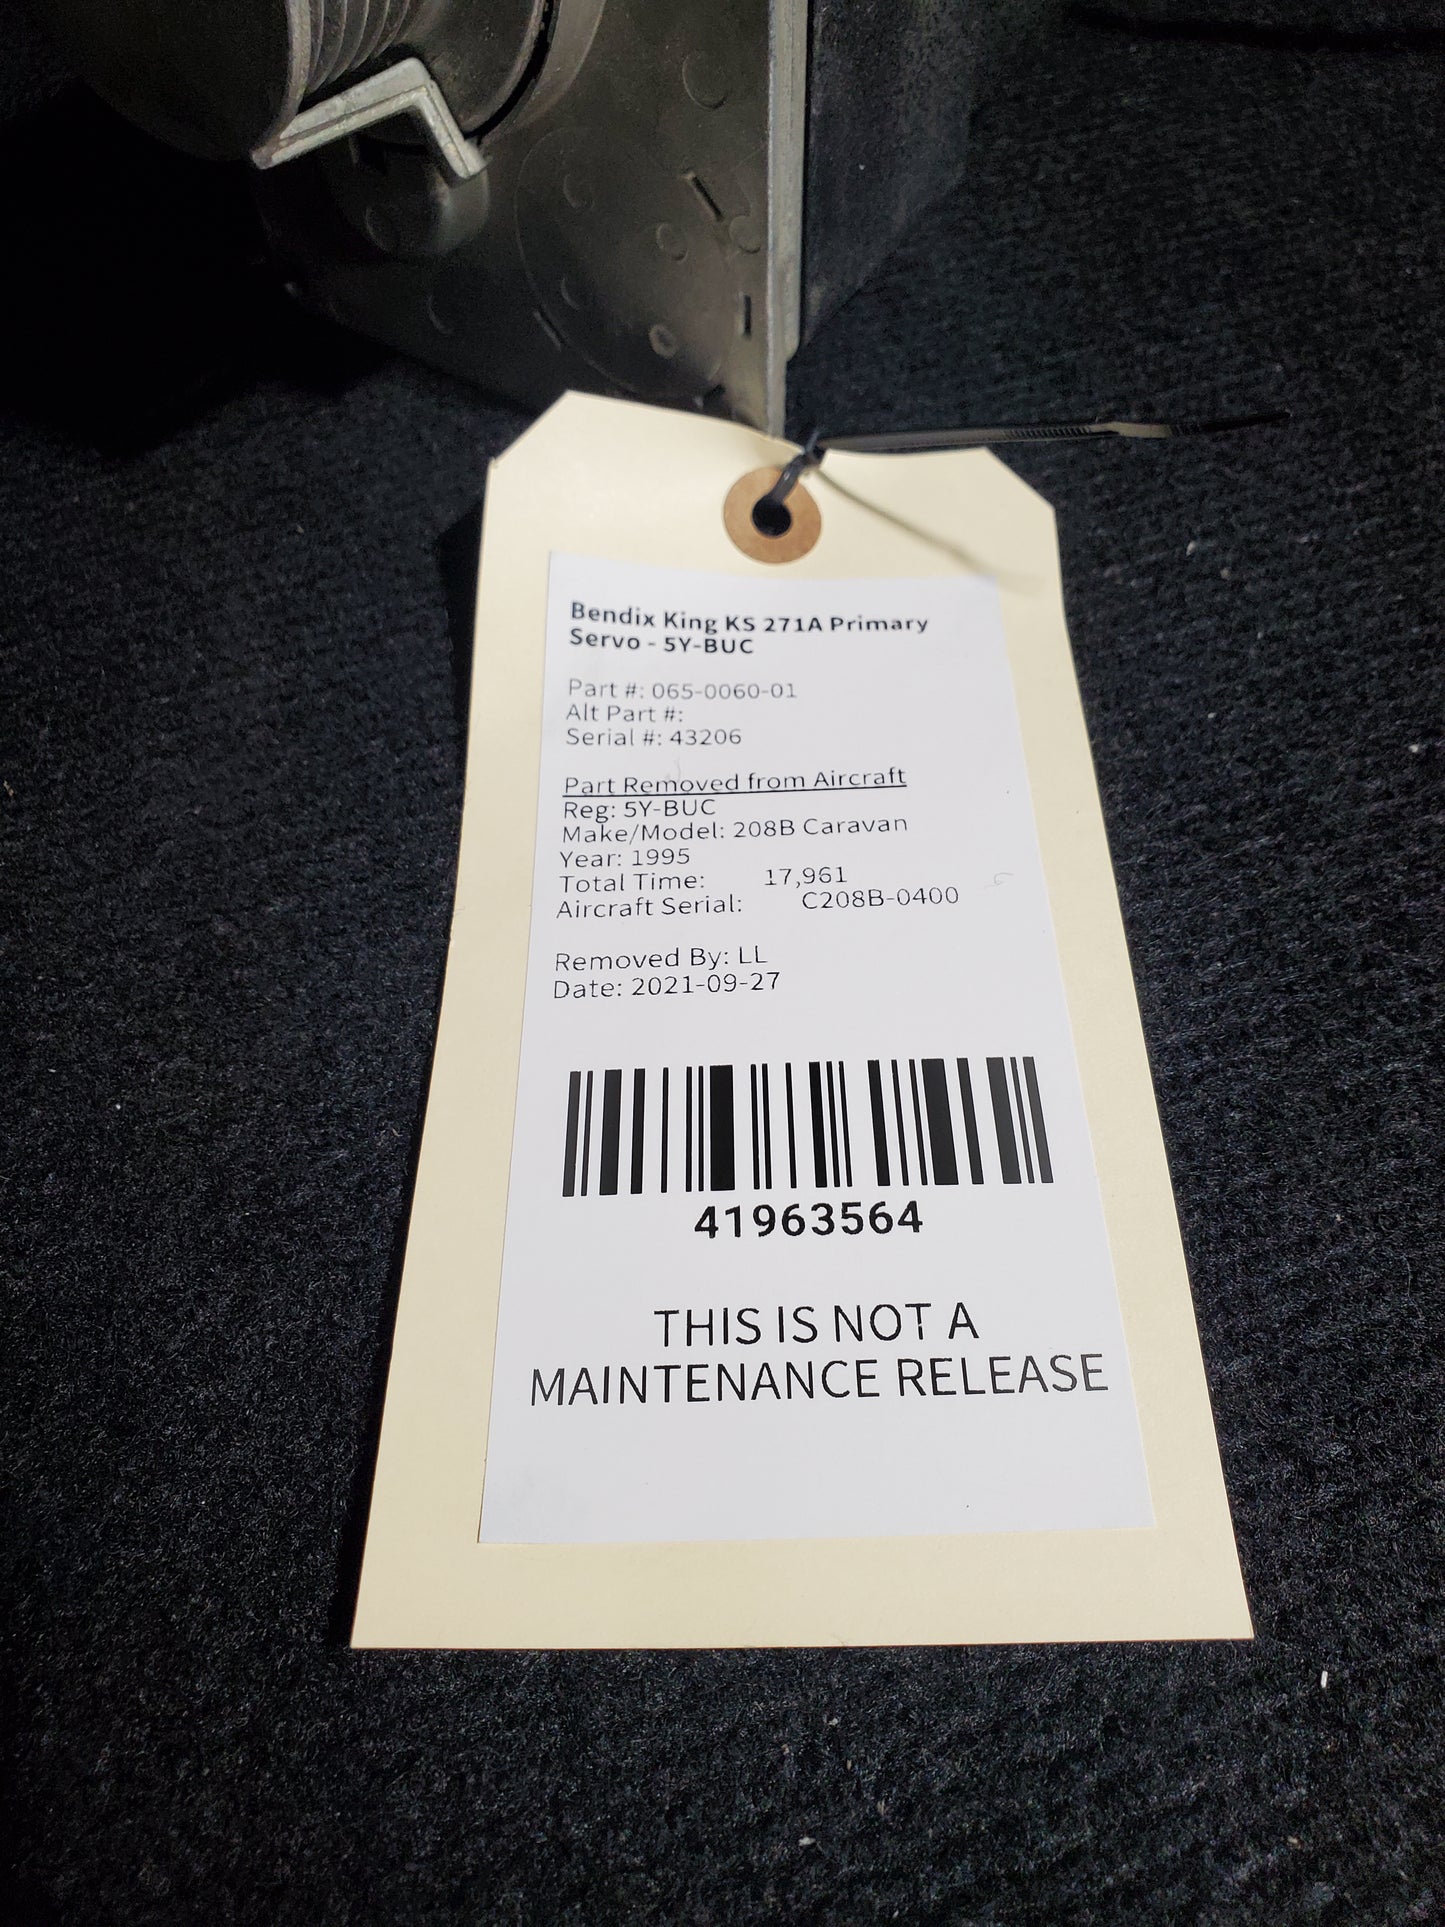 Bendix King KS 271A Primary
Servo - 5Y-BUC
Part #: 065-0060-01
Alt Part #:
Serial #: 43206
Part Removed from Aircraft
Reg: 5Y-BUC
Make/Model: 208B Caravan
Year: 1995
Total Time: 17,961
Aircraft Serial: C208B-0400
Removed By: LL
Date: 2021-09-27
41963564
THIS IS NOT A
MAINTENANCE RELEASE